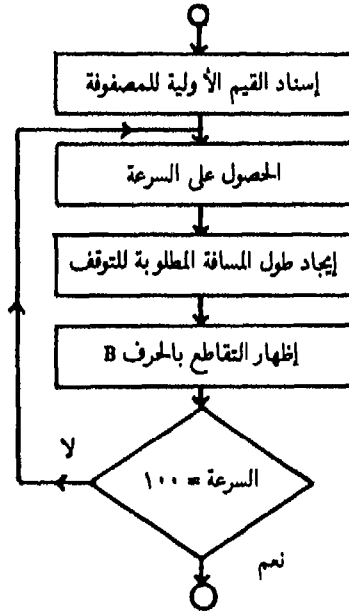 إسناد القيم الأولية للمصفوفة
الحصول على السرعة
إيجاد طول المسافة المطلوبة للتوقف
إظهار التقاطع بالحرف B
لا
السرعة = ١٠٠
نعم